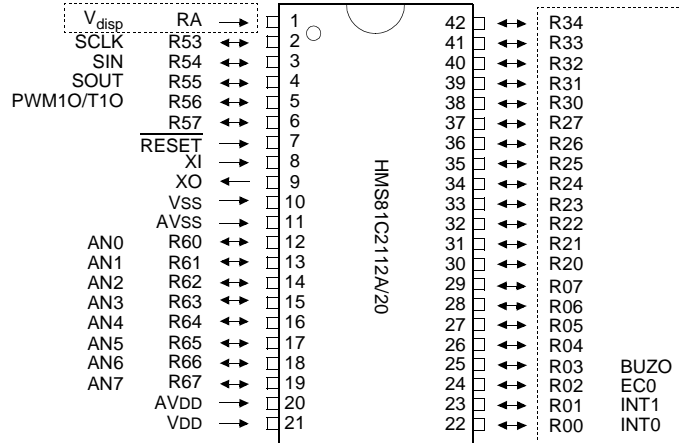 Vdisp RA 1 42 R34
SCLK R53 2 41 R33
SIN R54 3 40 R32
SOUT R55 4 39 R31
PWM1O/T1O R56 5 38 R30
R57 6 37 R27
RESET 7 36 R26
XI 8 35 R25
XO 9 34 R24
VSS 10 33 R23
AVSS 11 32 R22
AN0 R60 12 31 R21
AN1 R61 13 30 R20
AN2 R62 14 29 R07
AN3 R63 15 28 R06
AN4 R64 16 27 R05
AN5 R65 17 26 R04
AN6 R66 18 25 R03 BUZO
AN7 R67 19 24 R02 EC0
AVDD 20 23 R01 INT1
VDD 21 22 R00 INT0
HMS81C2112A/20